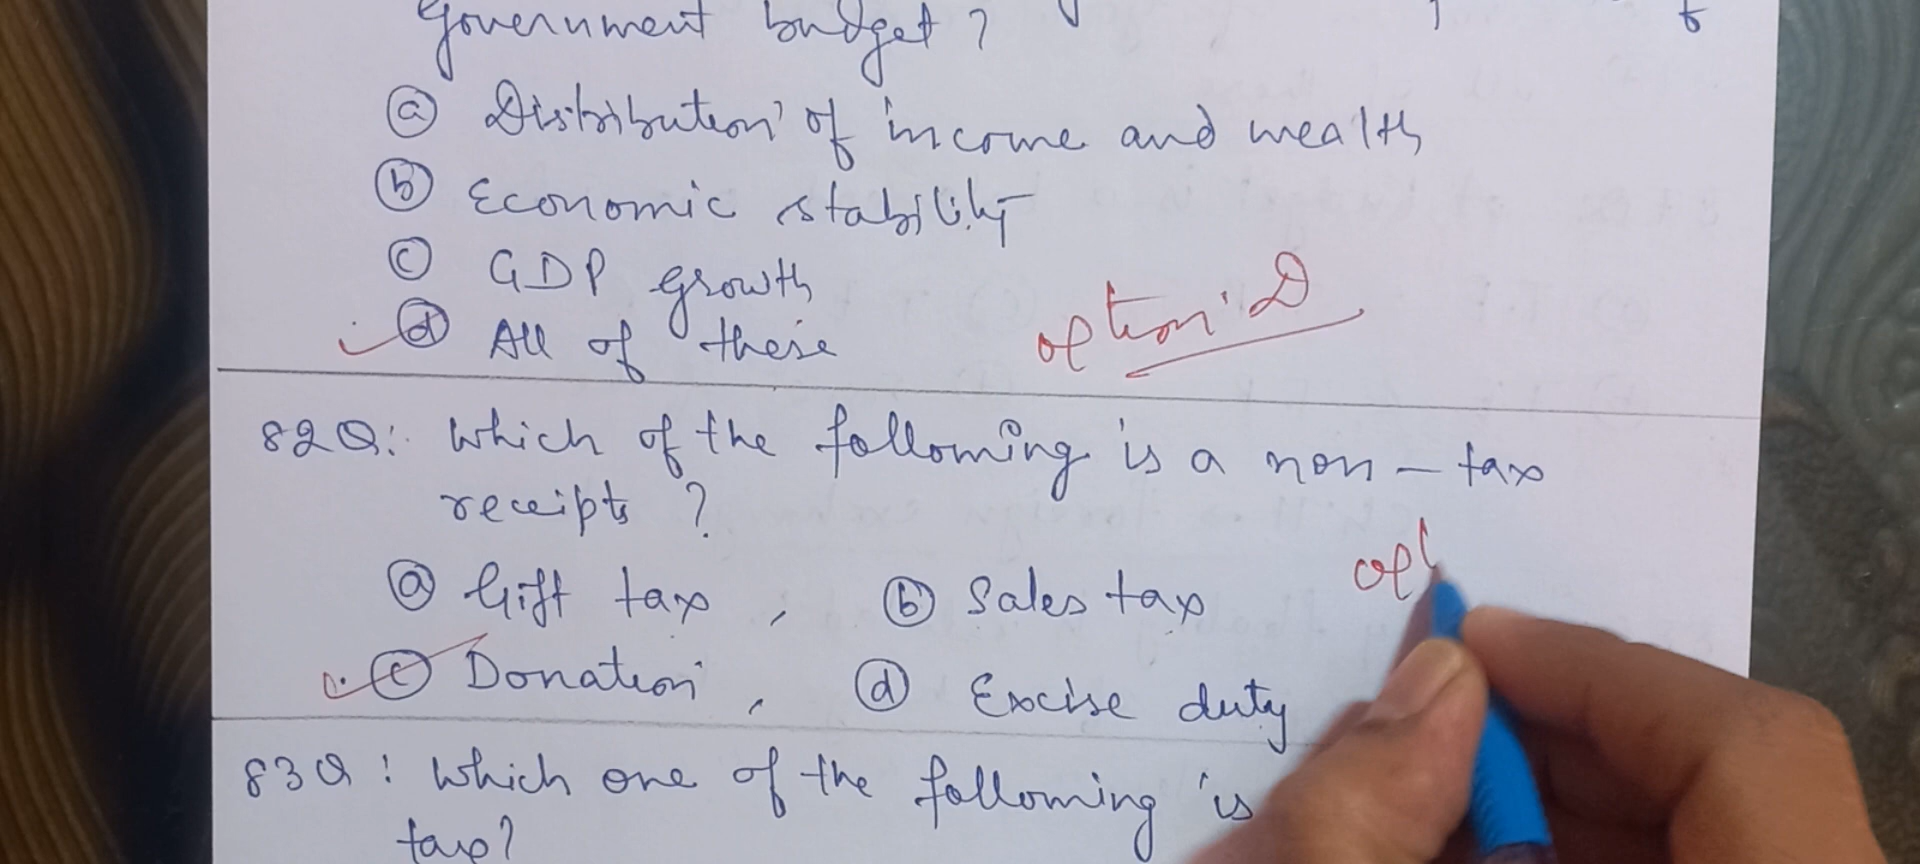 Government budget ?
(a) Distribution of income and wealth
(b) Economic stability
(c) GDP growth
(d) All of these
option D
82Q: Which of the following is a non - tax
receipts ?
opt
(a) Gift tax , (b) Sales tax
(c) Donation , (d) Excise duty
83Q : Which one of the following is
tax?